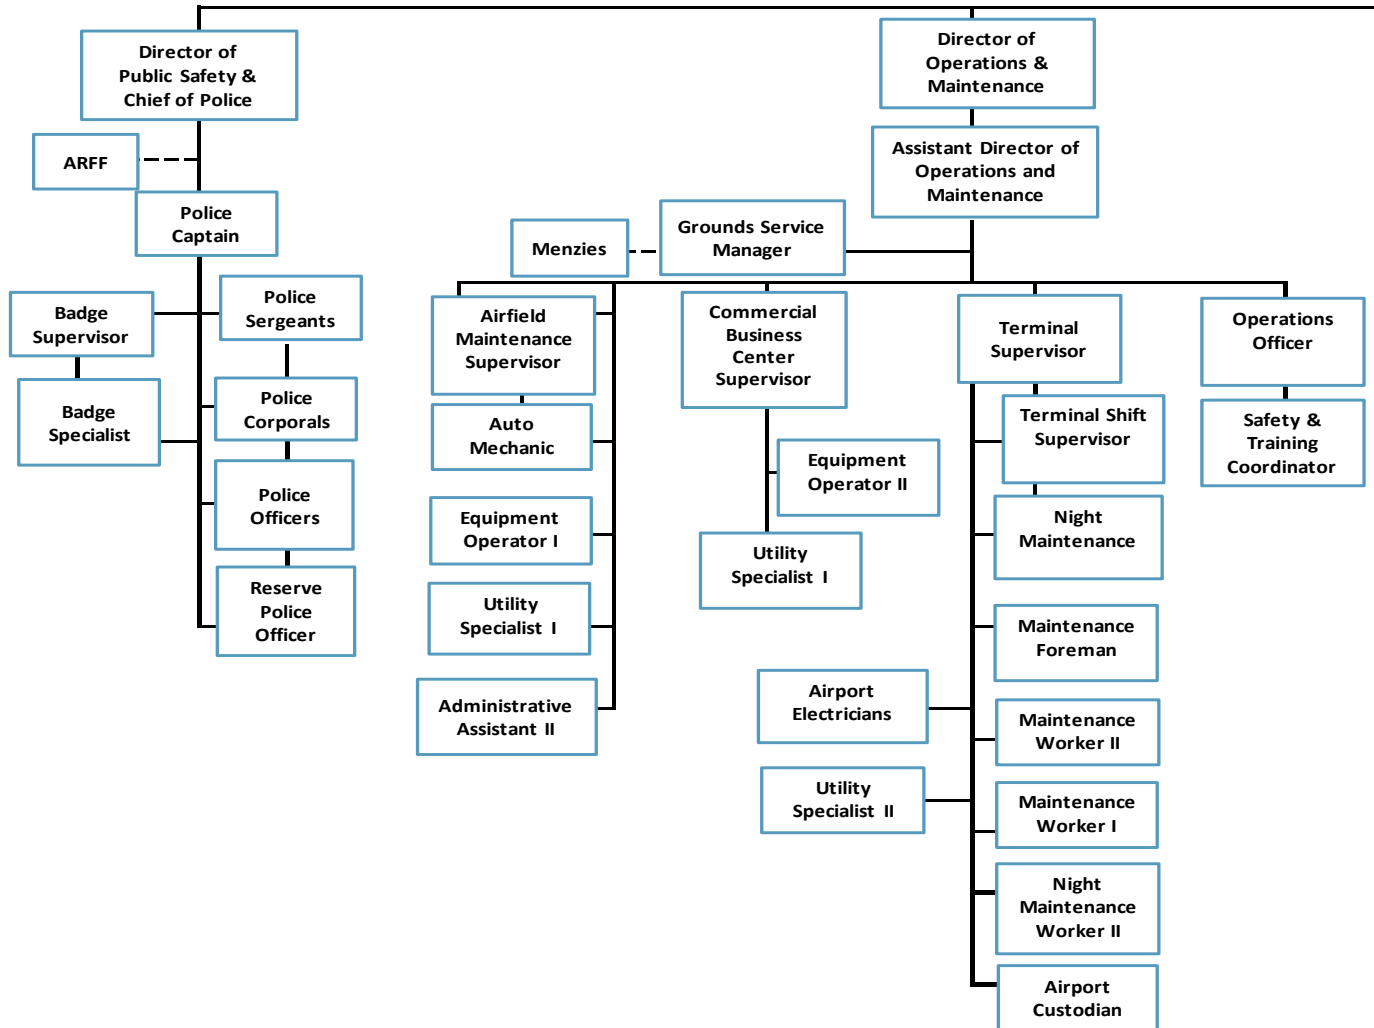 Director of
Public Safety &
Chief of Police
Director of
Operations &
Maintenance
ARFF
Assistant Director of
Operations and
Maintenance
Police
Captain
Menzies
Grounds Service
Manager
Badge
Supervisor
Police
Sergeants
Airfield
Maintenance
Supervisor
Commercial
Business
Center
Supervisor
Terminal
Supervisor
Operations
Officer
Badge
Specialist
Police
Corporals
Auto
Mechanic
Terminal Shift
Supervisor
Safety &
Training
Coordinator
Equipment
Operator II
Police
Officers
Equipment
Operator I
Night
Maintenance
Utility
Specialist I
Reserve
Police
Officer
Utility
Specialist I
Maintenance
Foreman
Administrative
Assistant II
Airport
Electricians
Maintenance
Worker II
Utility
Specialist II
Maintenance
Worker I
Night
Maintenance
Worker II
Airport
Custodian